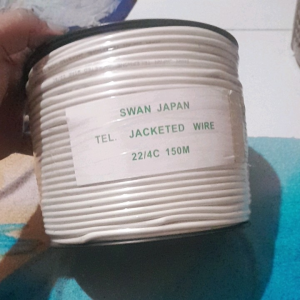 SWAN JAPAN
TEL. JACKETED WIRE
22/4C 150M